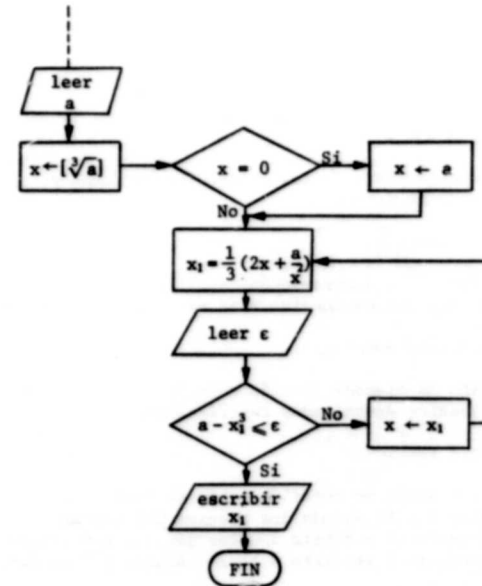 leer
a
x ← [∛a]
x = 0
Si
x ← a
No
x₁ = 1/3 (2x + a/x²)
leer ε
a - x₁³ ⩽ ε
No
x ← x₁
Si
escribir
x₁
FIN